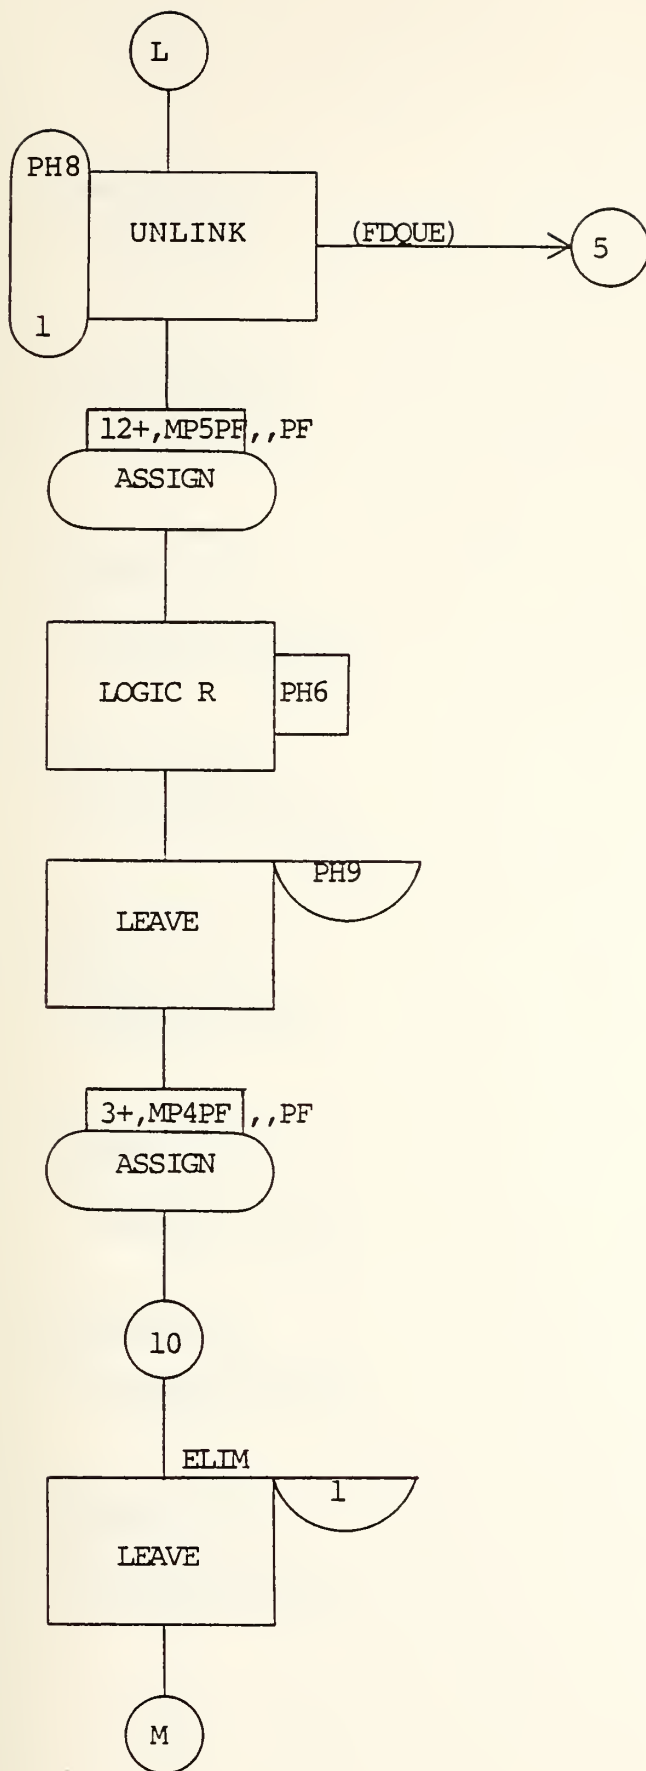 L
PH8
UNLINK
(FDQUE)
5
1
12+,MP5PF,,PF
ASSIGN
LOGIC R
PH6
PH9
LEAVE
3+,MP4PF,,PF
ASSIGN
10
ELIM
1
LEAVE
M